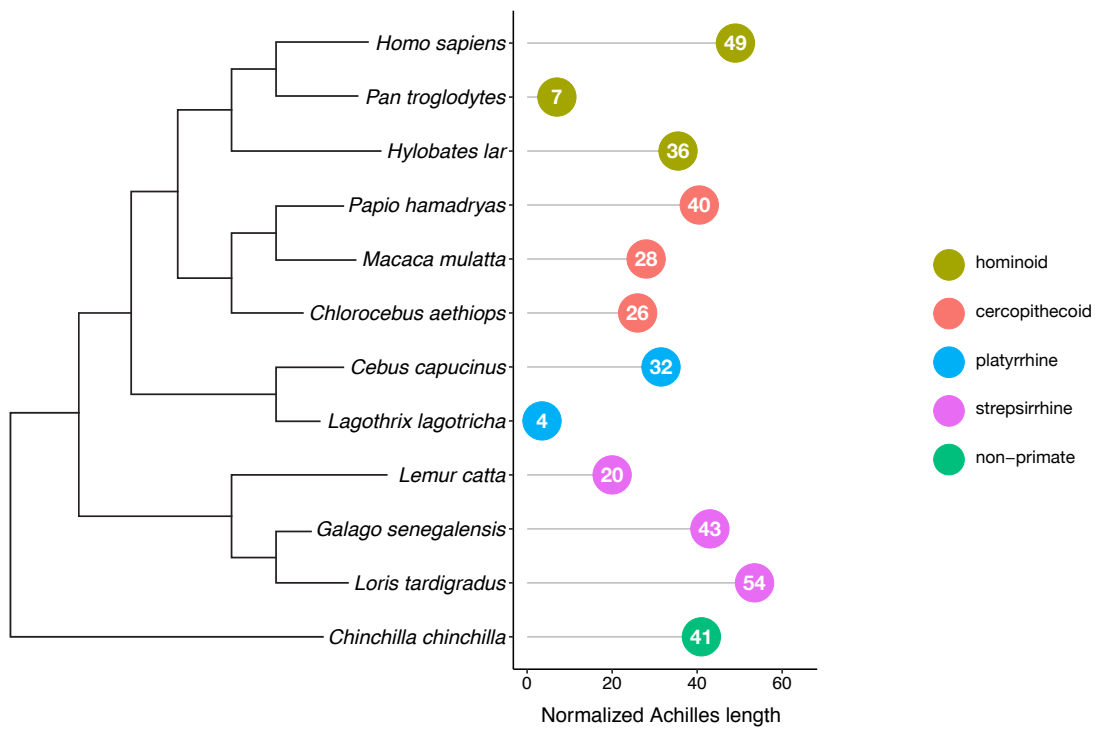 Homo sapiens 49
Pan troglodytes 7
Hylobates lar 36
Papio hamadryas 40
Macaca mulatta 28
Chlorocebus aethiops 26
Cebus capucinus 32
Lagothrix lagotricha 4
Lemur catta 20
Galago senegalensis 43
Loris tardigradus 54
Chinchilla chinchilla 41
0 20 40 60
Normalized Achilles length
hominoid
cercopithecoid
platyrrhine
strepsirrhine
non−primate